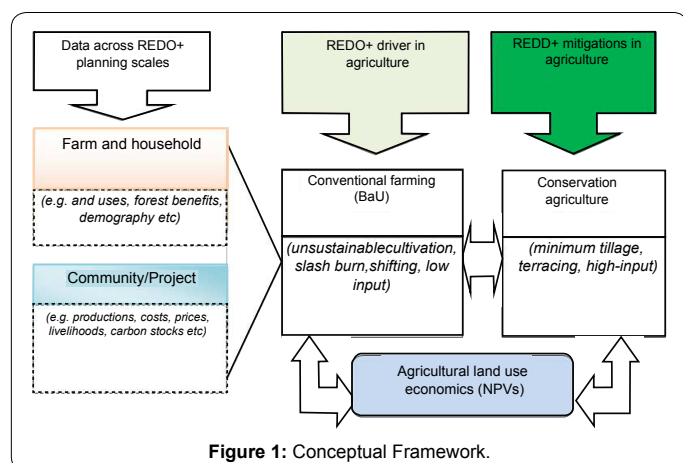 Data across REDO+
planning scales
REDO+ driver in
agriculture
REDD+ mitigations in
agriculture
Farm and household
(e.g. and uses, forest benefits,
demography etc)
Community/Project
(e.g. productions, costs, prices,
livelihoods, carbon stocks etc)
Conventional farming
(BaU)
(unsustainablecultivation,
slash burn,shifting, low
input)
Conservation
agriculture
(minimum tillage,
terracing, high-input)
Agricultural land use
economics (NPVs)
Figure 1: Conceptual Framework.